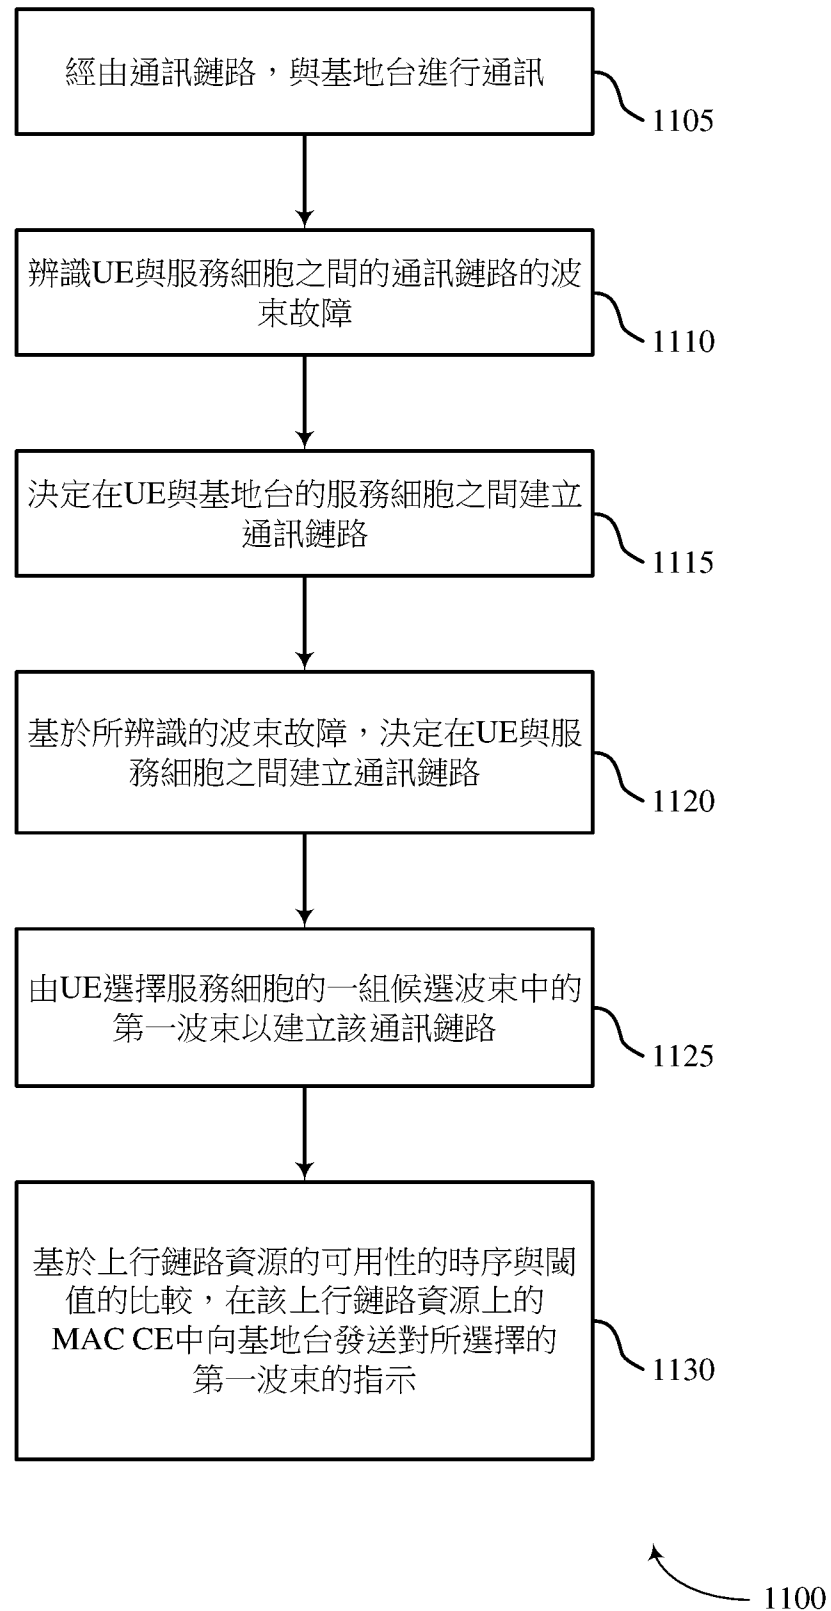 經由通訊鏈路，與基地台進行通訊
1105
辨識UE與服務細胞之間的通訊鏈路的波
束故障
1110
決定在UE與基地台的服務細胞之間建立
通訊鏈路
1115
基於所辨識的波束故障，決定在UE與服
務細胞之間建立通訊鏈路
1120
由UE選擇服務細胞的一組候選波束中的
第一波束以建立該通訊鏈路
1125
基於上行鏈路資源的可用性的時序與閾
值的比較，在該上行鏈路資源上的
MAC CE中向基地台發送對所選擇的
第一波束的指示
1130
1100